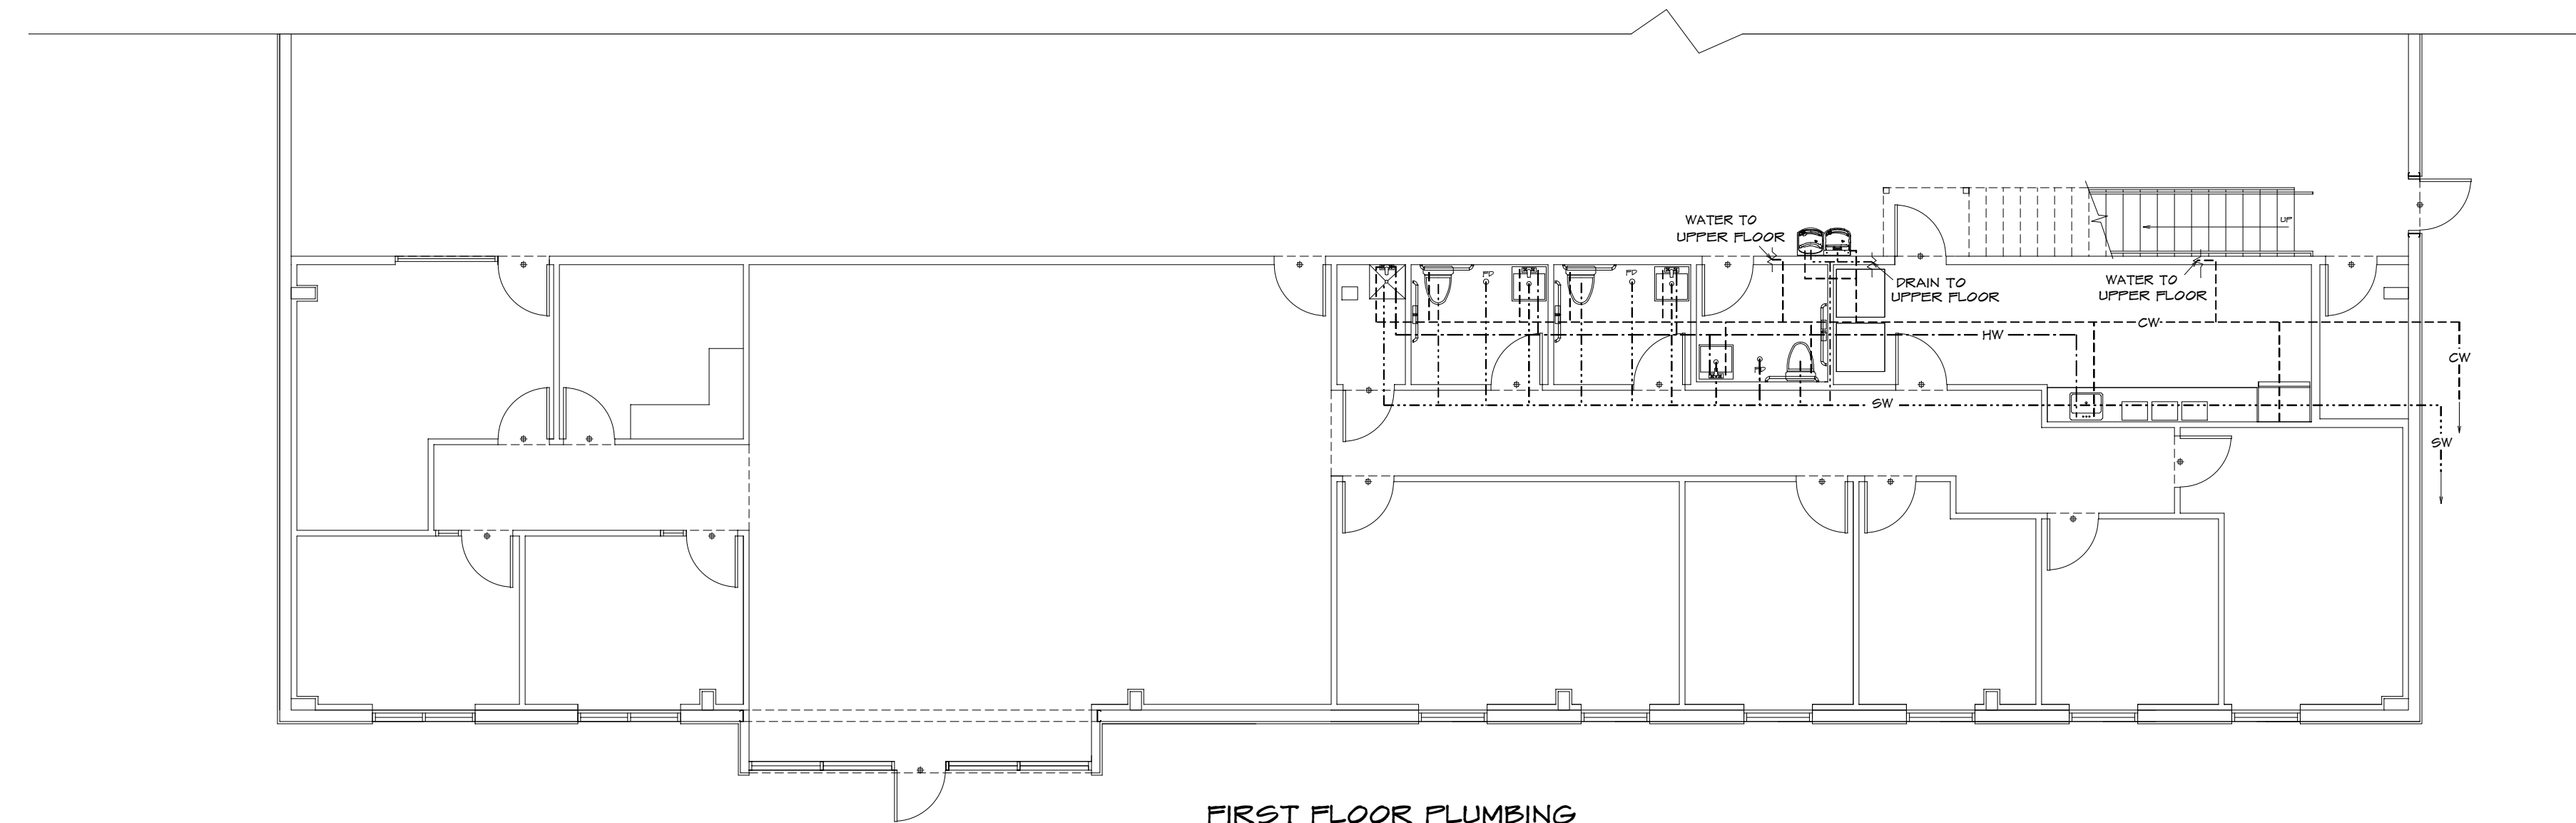 WATER TO
UPPER FLOOR
UP
FD
FD
DRAIN TO
UPPER FLOOR
WATER TO
UPPER FLOOR
CW
HW
CW
FD
SW
SW
FIRST FLOOR PLUMBING